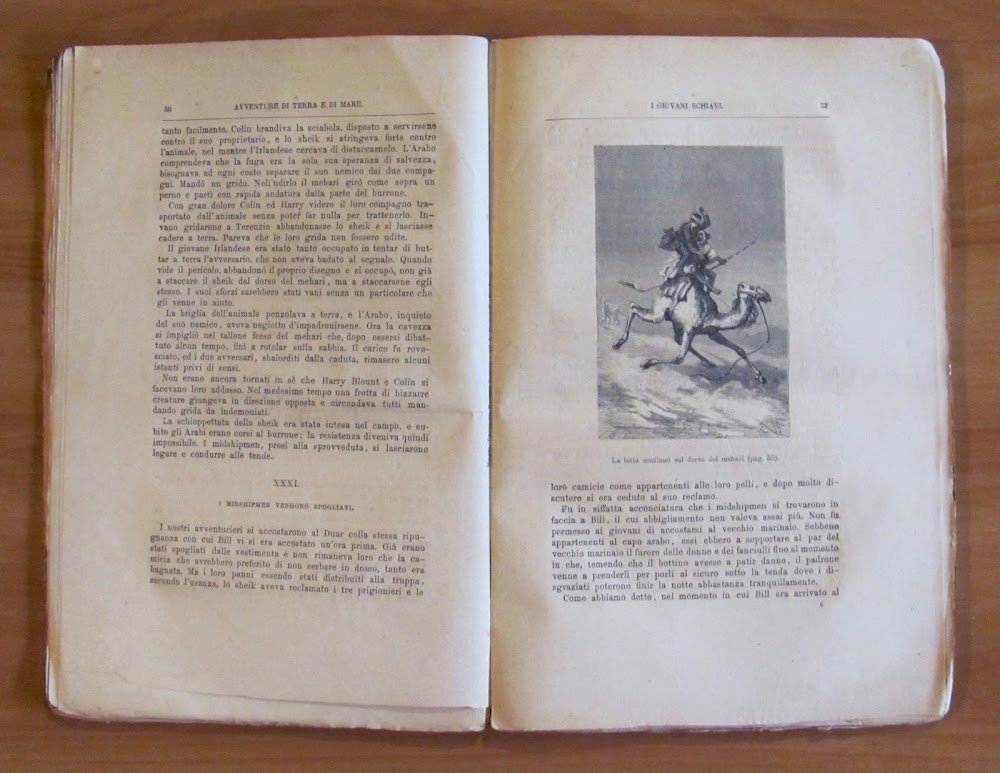 56 AVVENTURE DI TERRA E DI MARE.
tanto facilmente. Colin brandiva la sciabola, disposto a servirsene
contro il suo proprietario, e lo sheik si stringeva forte contro
l'animale, nel mentre l'Irlandese cercava di distaccarnelo. L'Arabo
comprendeva che la fuga era la sola sua speranza di salvezza,
bisognava ad ogni costo separare il suo nemico dai due compa-
gni. Mandò un grido. Nell'udirlo il mehari girò come sopra un
perno e partì con rapida andatura dalla parte del burrone.
Con gran dolore Colin ed Harry videro il loro compagno tra-
sportato dall'animale senza poter far nulla per trattenerlo. In-
vano gridarono a Terenzio abbandonasse lo sheik e si lasciasse
cadere a terra. Pareva che le loro grida non fossero udite.
Il giovane Irlandese era stato tanto occupato in tentar di but-
tar a terra l'avversario, che non aveva badato al segnale. Quando
vide il pericolo, abbandonò il proprio disegno e si occupò, non già
a staccare il sheik dal dorso del mehari, ma a staccarsene egli
stesso. I suoi sforzi sarebbero stati vani senza un particolare che
gli venne in aiuto.
La briglia dell'animale penzolava a terra, e l'Arabo, inquieto
del suo nemico, aveva negletto d'impadronirsene. Ora la cavezza
si impigliò nel tallone fesso del mehari che, dopo essersi dibat-
tuto alcun tempo, finì a rotolar sulla sabbia. Il carico fu rove-
sciato, ed i due avversari, sbalorditi dalla caduta, rimasero alcuni
istanti privi di sensi.
Non erano ancora tornati in sè che Harry Blount e Colin si
facevano loro addosso. Nel medesimo tempo una frotta di bizzarre
creature giungeva in direzione opposta e circondava tutti man-
dando grida da indemoniati.
La schioppettata dello sheik era stata intesa nel campo, e su-
bito gli Arabi erano corsi al burrone; la resistenza diveniva quindi
impossibile. I midshipmen, presi alla sprovveduta, si lasciarono
legare e condurre alle tende.
XXXI.
I MIDSHIPMEN VENGONO SPOGLIATI.
I nostri avventurieri si accostarono al Duar colla stessa ripu-
gnanza con cui Bill vi si era accostato un'ora prima. Già erano
stati spogliati dalle vestimenta e non rimaneva loro che la ca-
micia che avrebbero preferito di non serbare in dosso, tanto era
bagnata. Ma i loro panni essendo stati distribuiti alla truppa,
secondo l'usanza, lo sheik aveva reclamato i tre prigionieri e le
I GIOVANI SCHIAVI. 57
La lotta continuò sul dorso del mehari (pag. 55).
loro camicie come appartenenti alle loro pelli, e dopo molto di-
scutere si era ceduto al suo reclamo.
Fu in siffatta acconciatura che i midshipmen si trovarono in
faccia a Bill, il cui abbigliamento non valeva assai più. Non fu
permesso al giovani di accostarsi al vecchio marinaio. Sebbene
appartenenti al capo arabo, essi ebbero a sopportare al par del
vecchio marinaio il furore delle donne e dei fanciulli fino al momento
in che, temendo che il bottino avesse a patir danno, il padrone
venne a prenderli per porli al sicuro sotto la tenda dove i di-
sgraziati poterono finir la notte abbastanza tranquillamente.
Come abbiamo detto, nel momento in cui Bill era arrivato al